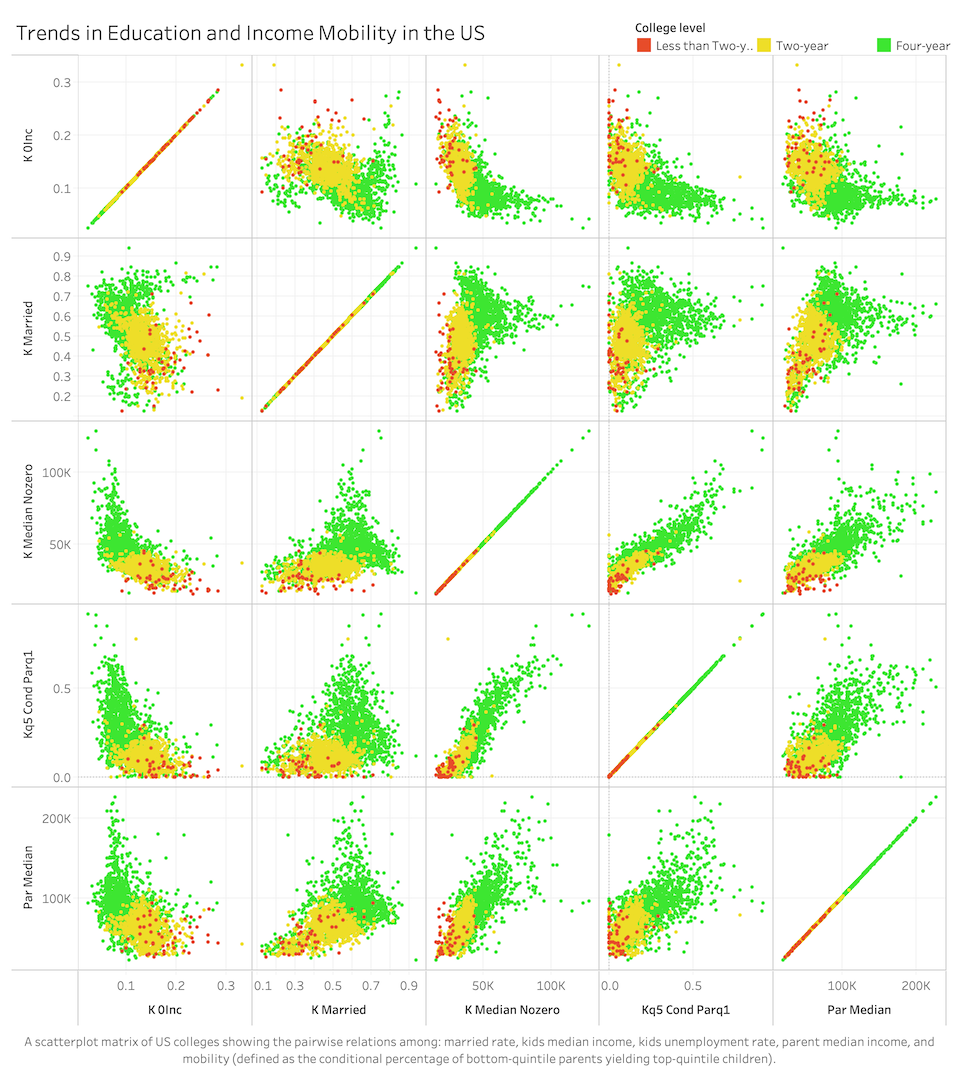 Trends in Education and Income Mobility in the US
College level
Less than Two-y.. Two-year Four-year
K 0Inc
0.3
0.2
0.1
K Married
0.9
0.8
0.7
0.6
0.5
0.4
0.3
0.2
K Median Nozero
100K
50K
Kq5 Cond Parq1
0.5
0.0
Par Median
200K
100K
0.1 0.2 0.3 0.1 0.3 0.5 0.7 0.9 50K 100K 0.0 0.5 100K 200K
K 0Inc K Married K Median Nozero Kq5 Cond Parq1 Par Median
A scatterplot matrix of US colleges showing the pairwise relations among: married rate, kids median income, kids unemployment rate, parent median income, and
mobility (defined as the conditional percentage of bottom-quintile parents yielding top-quintile children).